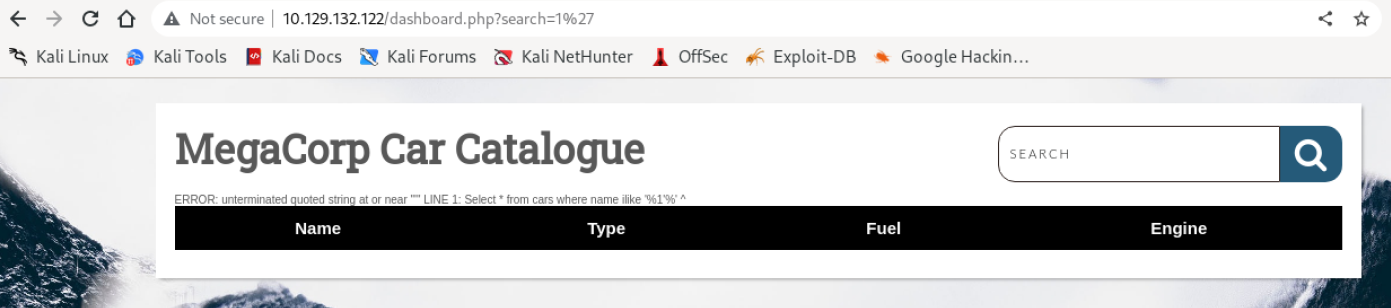 Not secure | 10.129.132.122/dashboard.php?search=1%27
Kali Linux Kali Tools Kali Docs Kali Forums Kali NetHunter OffSec Exploit-DB Google Hackin…
MegaCorp Car Catalogue
SEARCH
ERROR: unterminated quoted string at or near "'" LINE 1: Select * from cars where name ilike '%1'%' ^
Name Type Fuel Engine